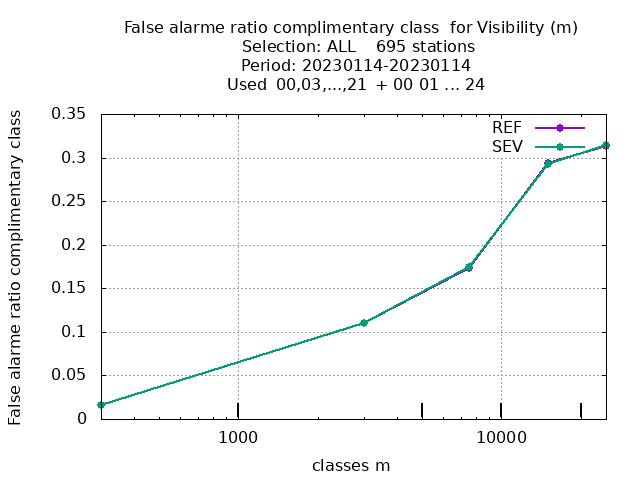 False alarme ratio complimentary class  for Visibility (m)
Selection: ALL    695 stations
Period: 20230114-20230114
Used  00,03,...,21  + 00 01 ... 24
False alarme ratio complimentary class
0.35
0.3
0.25
0.2
0.15
0.1
0.05
0
REF
SEV
1000
10000
classes m